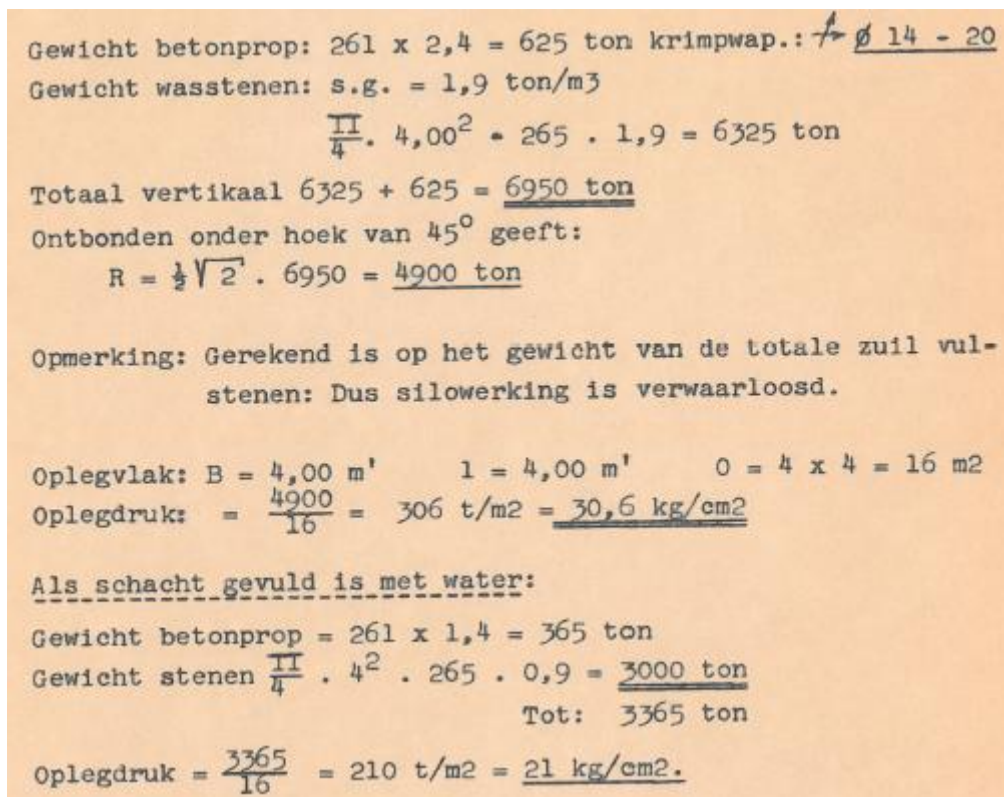 Gewicht betonprop: 261 x 2,4 = 625 ton krimpwap.: ø 14 - 20
Gewicht wasstenen: s.g. = 1,9 ton/m3
π/4. 4,00² - 265 . 1,9 = 6325 ton
Totaal vertikaal 6325 + 625 = 6950 ton
Ontbonden onder hoek van 45° geeft:
R = ½√2 . 6950 = 4900 ton
Opmerking: Gerekend is op het gewicht van de totale zuil vul-
stenen: Dus silowerking is verwaarloosd.
Oplegvlak: B = 4,00 m' l = 4,00 m' O = 4 x 4 = 16 m2
Oplegdruk: = 4900/16 = 306 t/m2 = 30,6 kg/cm2
Als schacht gevuld is met water:
Gewicht betonprop = 261 x 1,4 = 365 ton
Gewicht stenen π/4 . 4² . 265 . 0,9 = 3000 ton
Tot: 3365 ton
Oplegdruk = 3365/16 = 210 t/m2 = 21 kg/cm2.